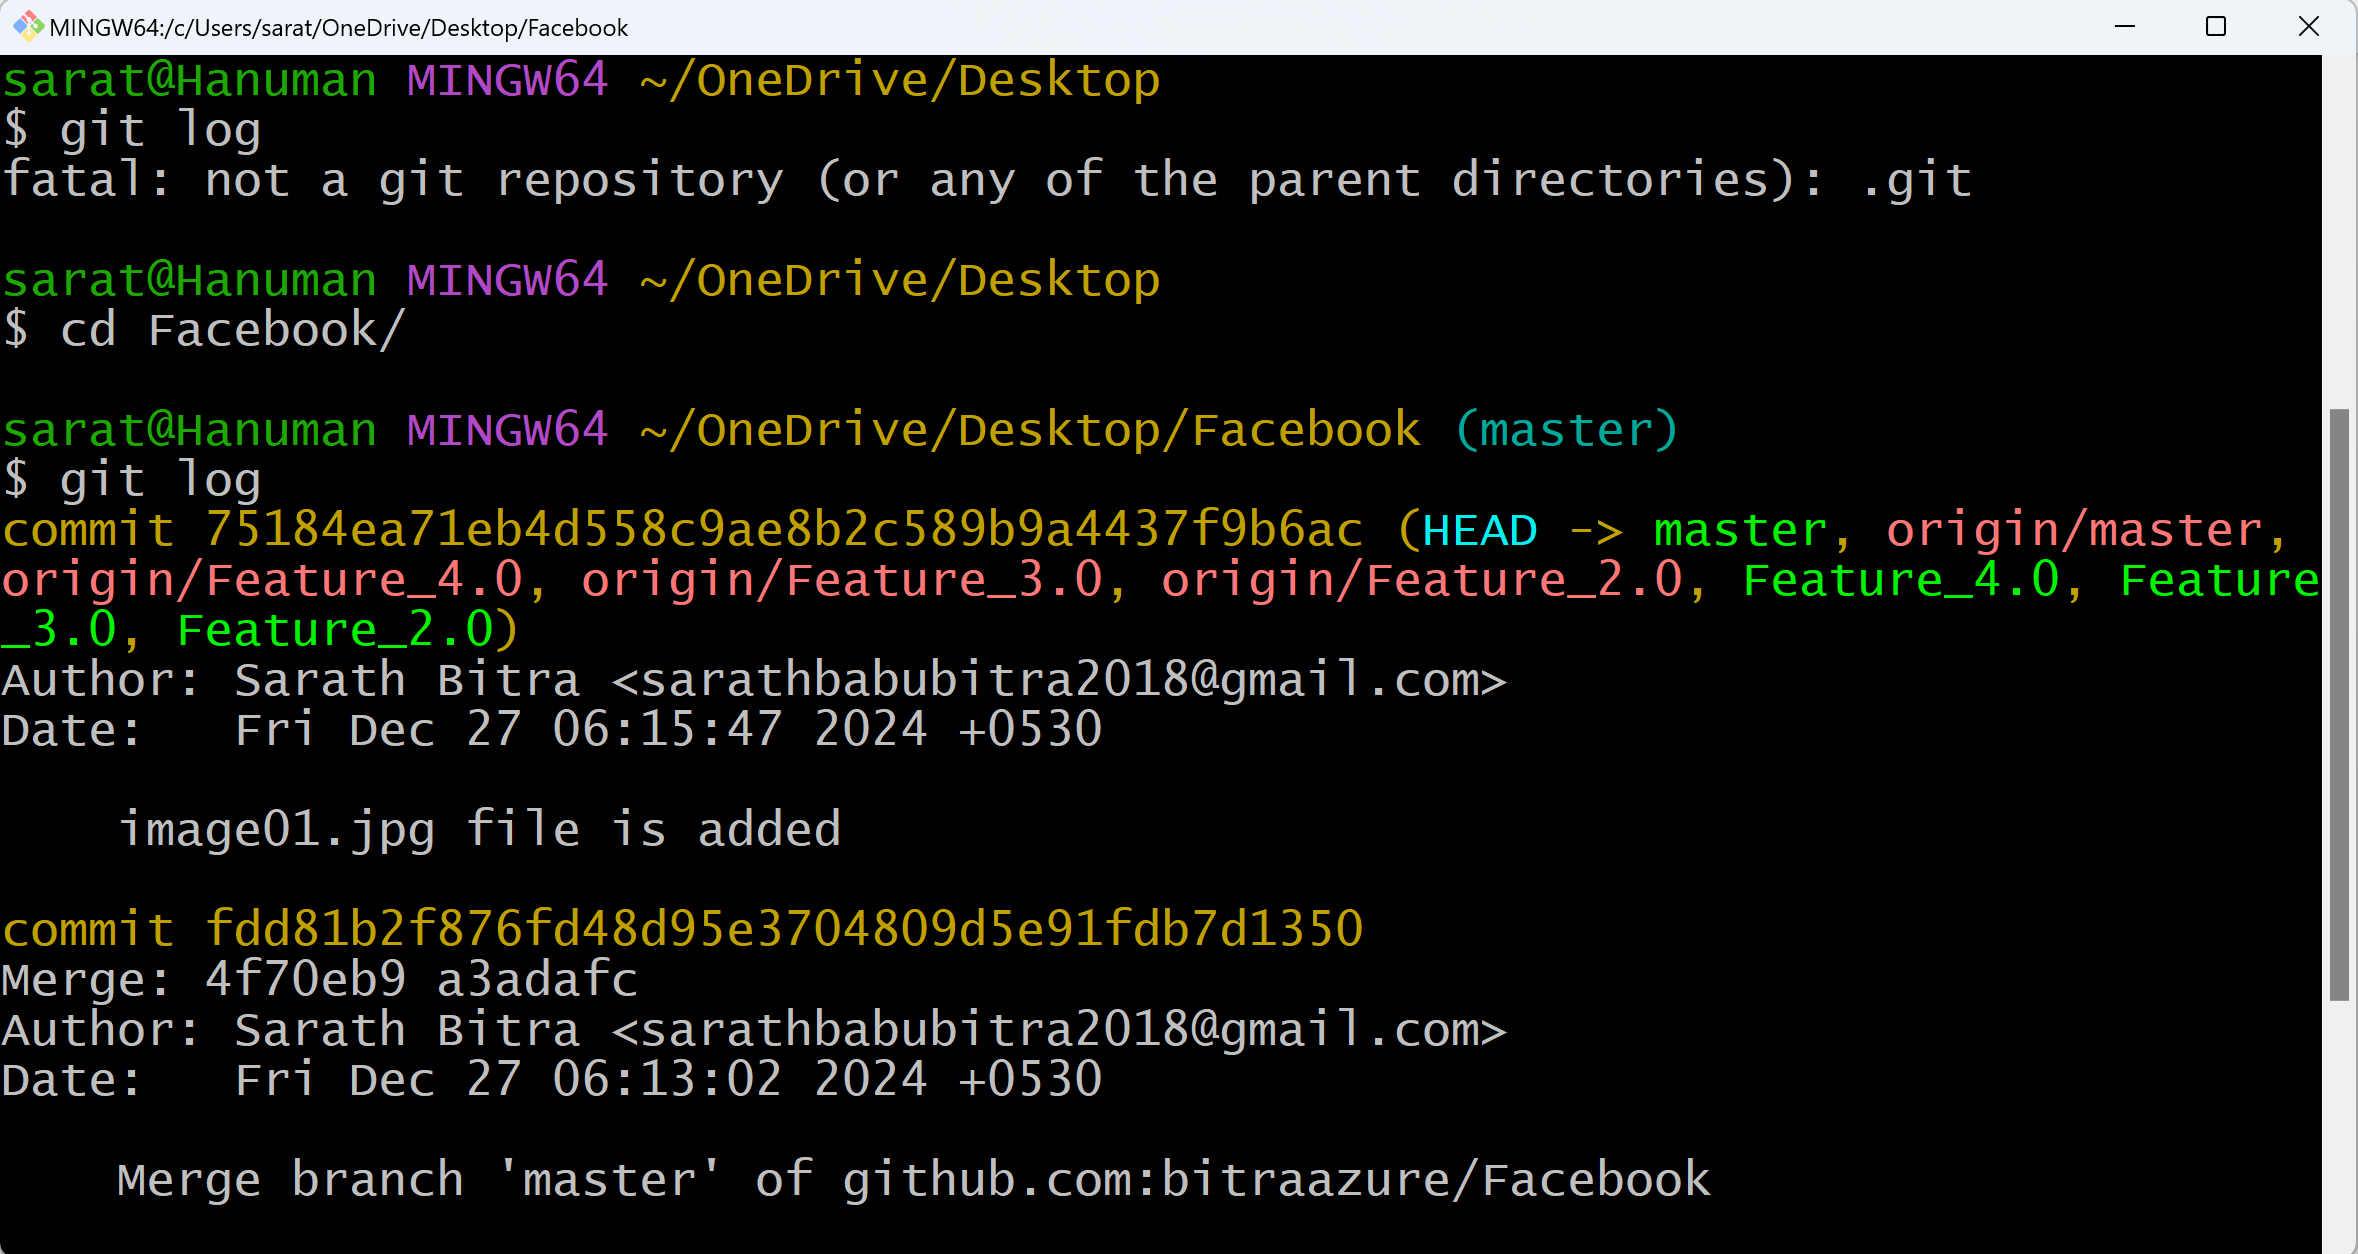 MINGW64:/c/Users/sarat/OneDrive/Desktop/Facebook
sarat@Hanuman MINGW64 ~/OneDrive/Desktop
$ git log
fatal: not a git repository (or any of the parent directories): .git
sarat@Hanuman MINGW64 ~/OneDrive/Desktop
$ cd Facebook/
sarat@Hanuman MINGW64 ~/OneDrive/Desktop/Facebook (master)
$ git log
commit 75184ea71eb4d558c9ae8b2c589b9a4437f9b6ac (HEAD -> master, origin/master,
origin/Feature_4.0, origin/Feature_3.0, origin/Feature_2.0, Feature_4.0, Feature
_3.0, Feature_2.0)
Author: Sarath Bitra <sarathbabubitra2018@gmail.com>
Date:   Fri Dec 27 06:15:47 2024 +0530
    image01.jpg file is added
commit fdd81b2f876fd48d95e3704809d5e91fdb7d1350
Merge: 4f70eb9 a3adafc
Author: Sarath Bitra <sarathbabubitra2018@gmail.com>
Date:   Fri Dec 27 06:13:02 2024 +0530
    Merge branch 'master' of github.com:bitraazure/Facebook